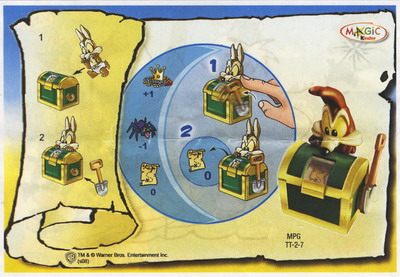 1
MAGIC
Kinder
1
+1
2
-1
2
0
0
MPG
TT-2-7
TM & © Warner Bros. Entertainment Inc.
(s08)